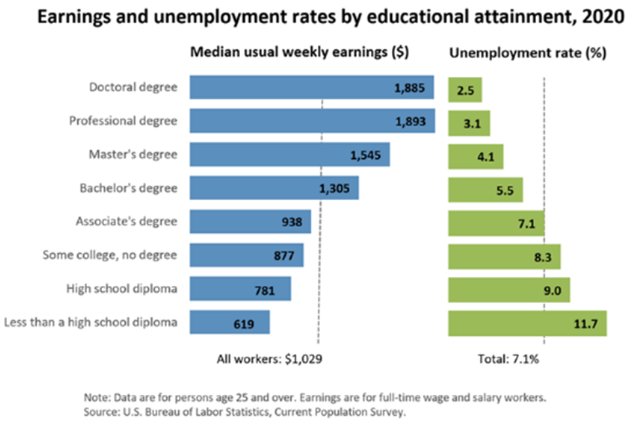 Earnings and unemployment rates by educational attainment, 2020
Median usual weekly earnings ($) Unemployment rate (%)
Doctoral degree 1,885 2.5
Professional degree 1,893 3.1
Master's degree 1,545 4.1
Bachelor's degree 1,305 5.5
Associate's degree 938 7.1
Some college, no degree 877 8.3
High school diploma 781 9.0
Less than a high school diploma 619 11.7
All workers: $1,029 Total: 7.1%
Note: Data are for persons age 25 and over. Earnings are for full-time wage and salary workers.
Source: U.S. Bureau of Labor Statistics, Current Population Survey.